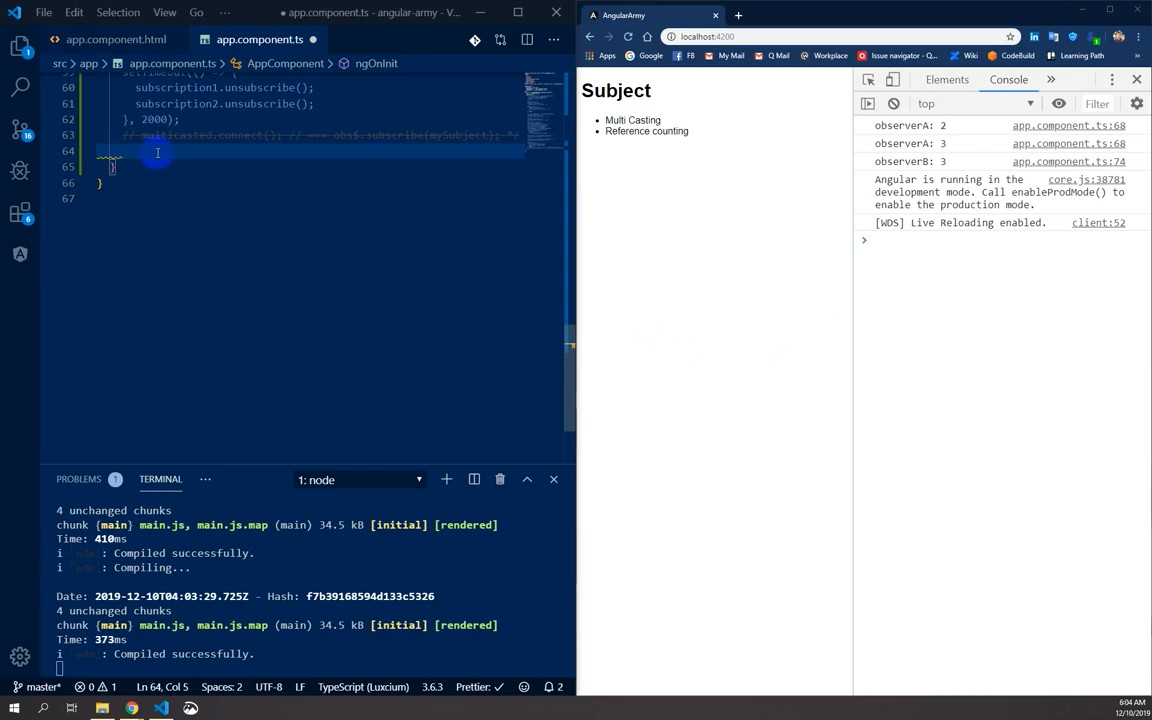 File Edit Selection View Go ··· ● app.component.ts - angular-army - V...
app.component.html
app.component.ts
src > app > app.component.ts > AppComponent > ngOnInit
60 subscription1.unsubscribe();
61 subscription2.unsubscribe();
62 }, 2000);
63 // multicasted.connect(); // === obs$.subscribe(mySubject); */
64
65 }
66 }
67
PROBLEMS 1 TERMINAL ··· 1: node
4 unchanged chunks
chunk {main} main.js, main.js.map (main) 34.5 kB [initial] [rendered]
Time: 410ms
i 「wdm」: Compiled successfully.
i 「wdm」: Compiling...
Date: 2019-12-10T04:03:29.725Z - Hash: f7b39168594d133c5326
4 unchanged chunks
chunk {main} main.js, main.js.map (main) 34.5 kB [initial] [rendered]
Time: 373ms
i 「wdm」: Compiled successfully.
master* 0 1 Ln 64, Col 5 Spaces: 2 UTF-8 LF TypeScript (Luxcium) 3.6.3 Prettier: ✓ 2
AngularArmy
localhost:4200
Apps Google FB My Mail Q Mail Workplace Issue navigator - Q... Wiki CodeBuild Learning Path
Subject
• Multi Casting
• Reference counting
Elements Console
top Filter
observerA: 2 app.component.ts:68
observerA: 3 app.component.ts:68
observerB: 3 app.component.ts:74
Angular is running in the core.js:38781
development mode. Call enableProdMode() to
enable the production mode.
[WDS] Live Reloading enabled. client:52
6:04 AM
12/10/2019